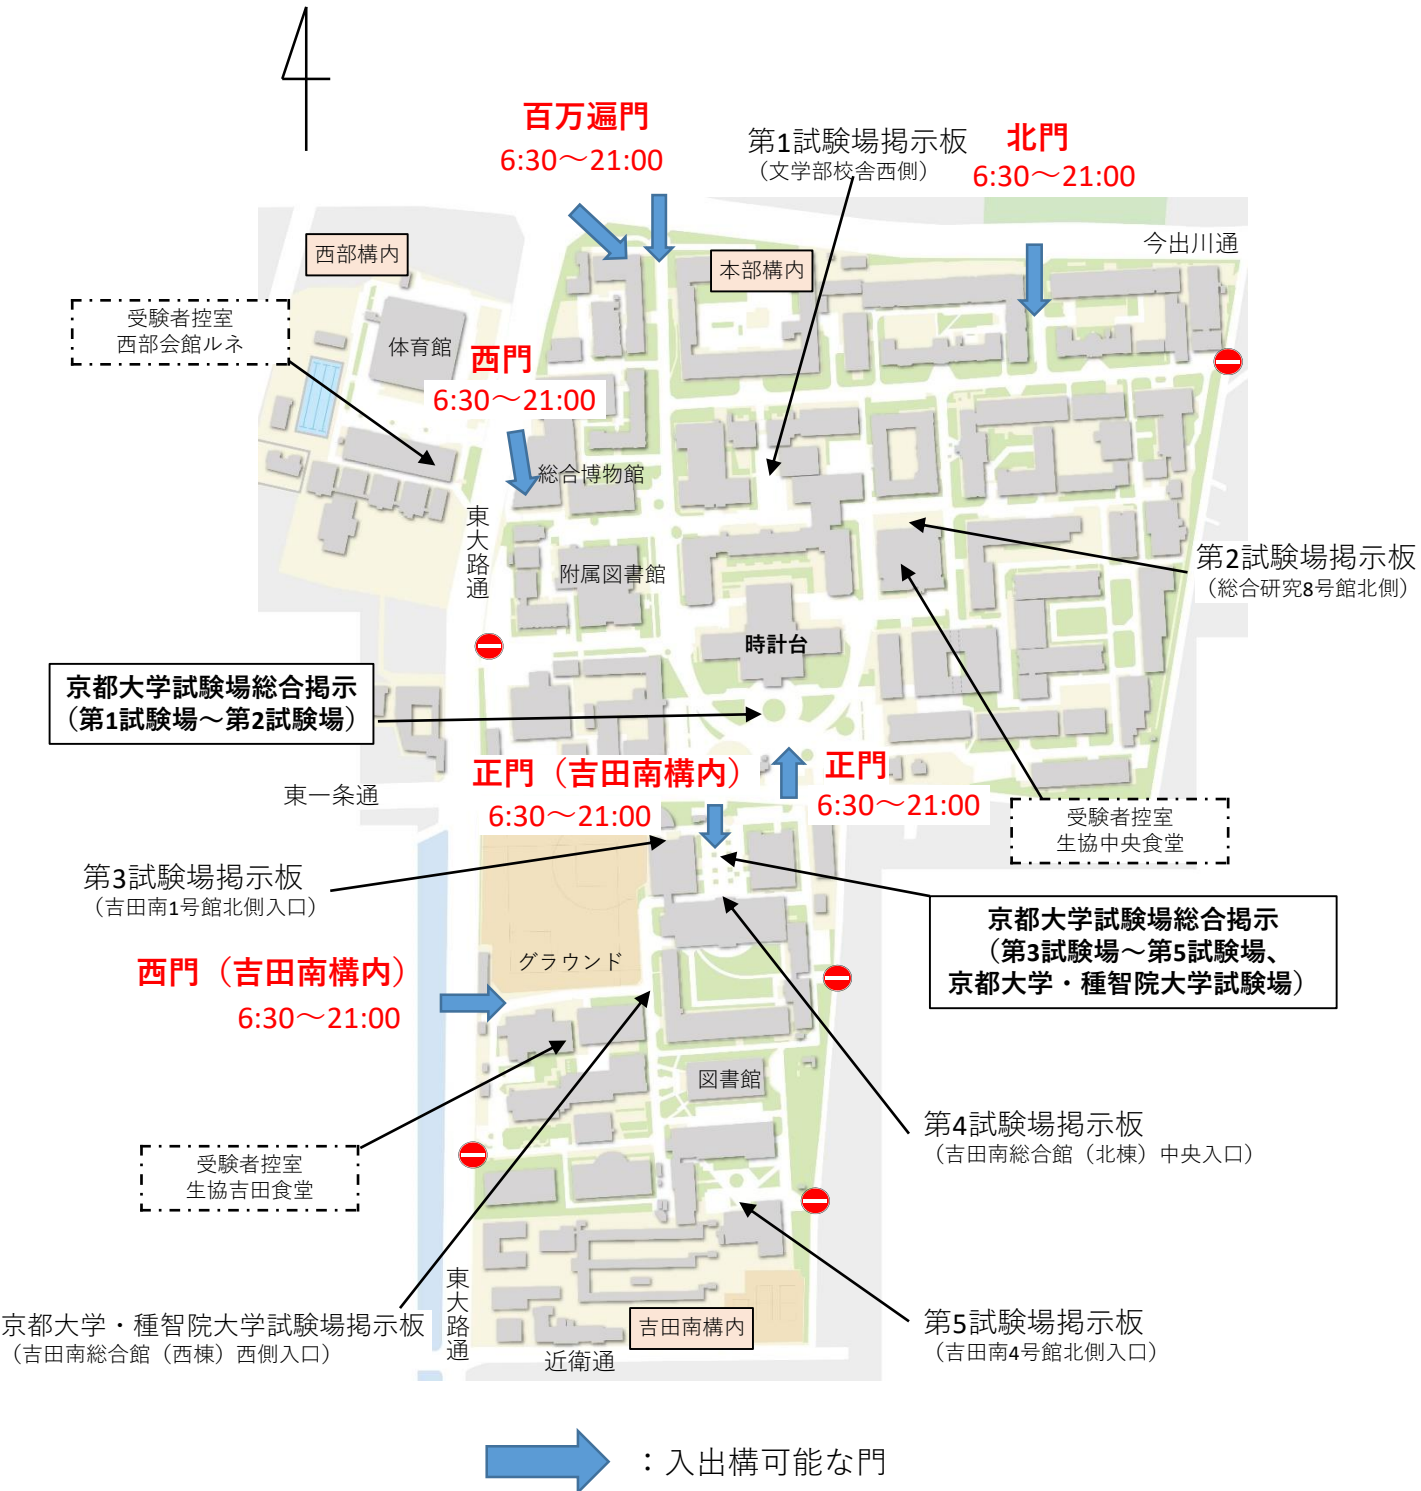 百万遍門
6:30～21:00
第1試験場掲示板
（文学部校舎西側）
北門
6:30～21:00
今出川通
西部構内
本部構内
受験者控室
西部会館ルネ
体育館
西門
6:30～21:00
総合博物館
東大路通
附属図書館
第2試験場掲示板
（総合研究8号館北側）
時計台
京都大学試験場総合掲示
（第1試験場～第2試験場）
正門（吉田南構内）
6:30～21:00
正門
6:30～21:00
東一条通
受験者控室
生協中央食堂
第3試験場掲示板
（吉田南1号館北側入口）
京都大学試験場総合掲示
（第3試験場～第5試験場、
京都大学・種智院大学試験場）
グラウンド
西門（吉田南構内）
6:30～21:00
図書館
第4試験場掲示板
（吉田南総合館（北棟）中央入口）
受験者控室
生協吉田食堂
東大路通
京都大学・種智院大学試験場掲示板
（吉田南総合館（西棟）西側入口）
吉田南構内
第5試験場掲示板
（吉田南4号館北側入口）
近衛通
：入出構可能な門